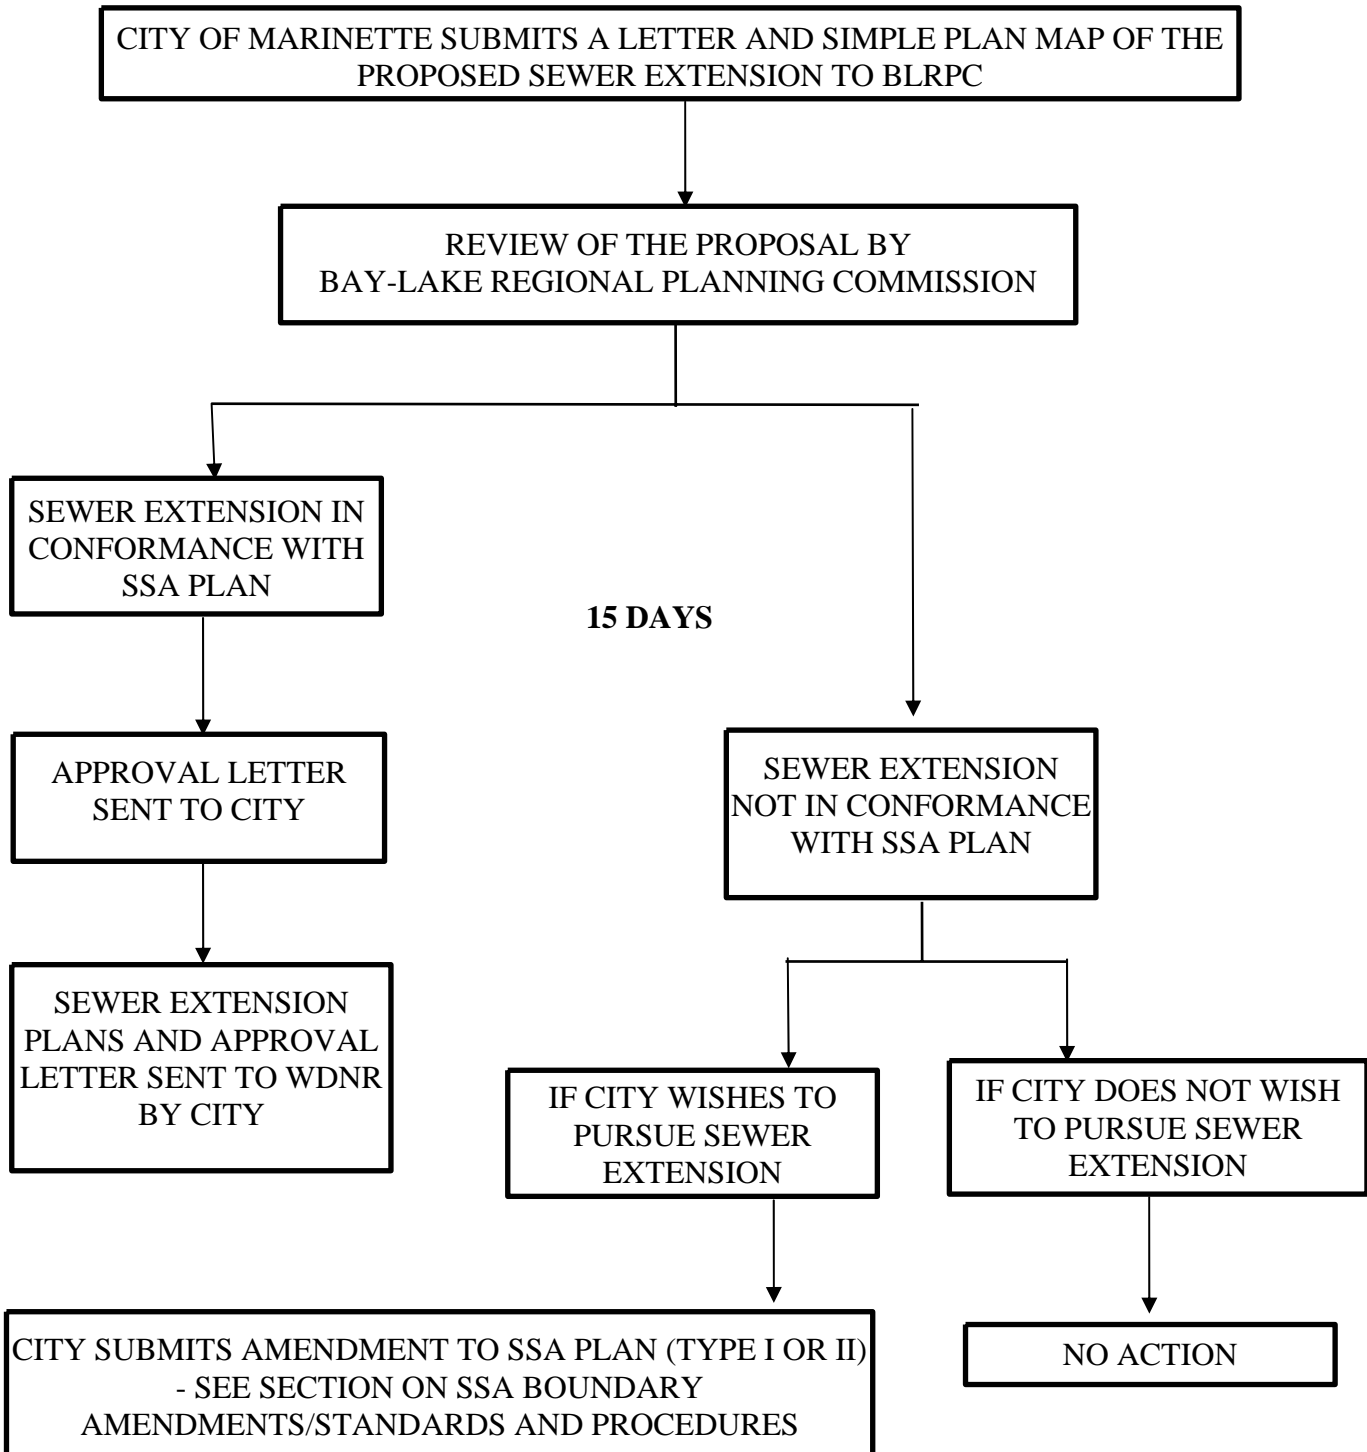 CITY OF MARINETTE SUBMITS A LETTER AND SIMPLE PLAN MAP OF THE
PROPOSED SEWER EXTENSION TO BLRPC
REVIEW OF THE PROPOSAL BY
BAY-LAKE REGIONAL PLANNING COMMISSION
SEWER EXTENSION IN
CONFORMANCE WITH
SSA PLAN
15 DAYS
APPROVAL LETTER
SENT TO CITY
SEWER EXTENSION
NOT IN CONFORMANCE
WITH SSA PLAN
SEWER EXTENSION
PLANS AND APPROVAL
LETTER SENT TO WDNR
BY CITY
IF CITY WISHES TO
PURSUE SEWER
EXTENSION
IF CITY DOES NOT WISH
TO PURSUE SEWER
EXTENSION
CITY SUBMITS AMENDMENT TO SSA PLAN (TYPE I OR II)
- SEE SECTION ON SSA BOUNDARY
AMENDMENTS/STANDARDS AND PROCEDURES
NO ACTION